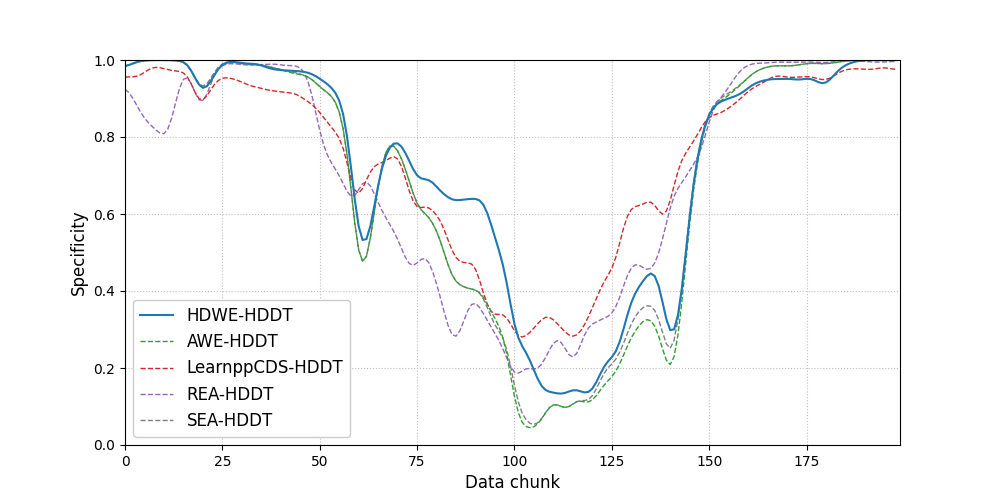 1.0
0.8
0.6
0.4
0.2
0.0
Specificity
HDWE-HDDT
AWE-HDDT
LearnppCDS-HDDT
REA-HDDT
SEA-HDDT
0 25 50 75 100 125 150 175
Data chunk